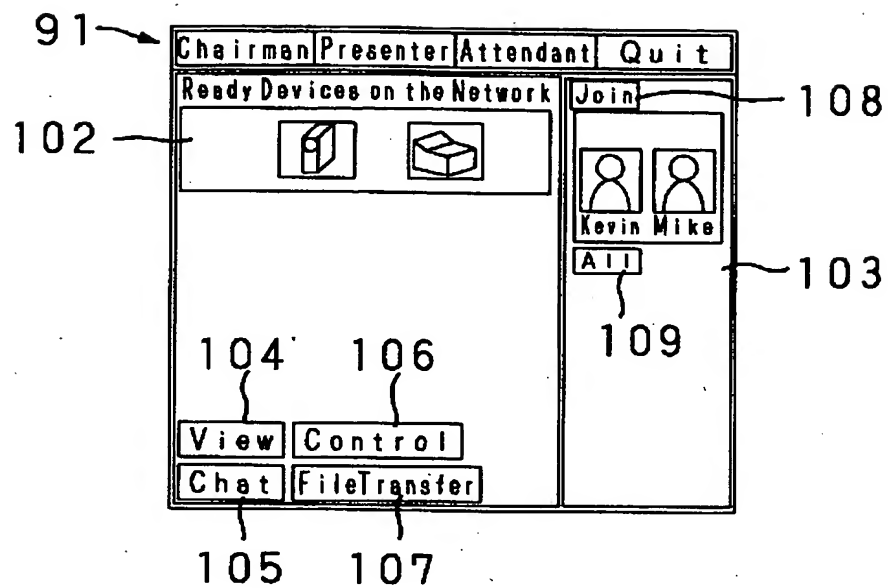 91
Chairman Presenter Attendant Quit
Ready Devices on the Network
Join
108
102
Kevin Mike
All
103
109
104 106
View Control
Chat FileTransfer
105 107